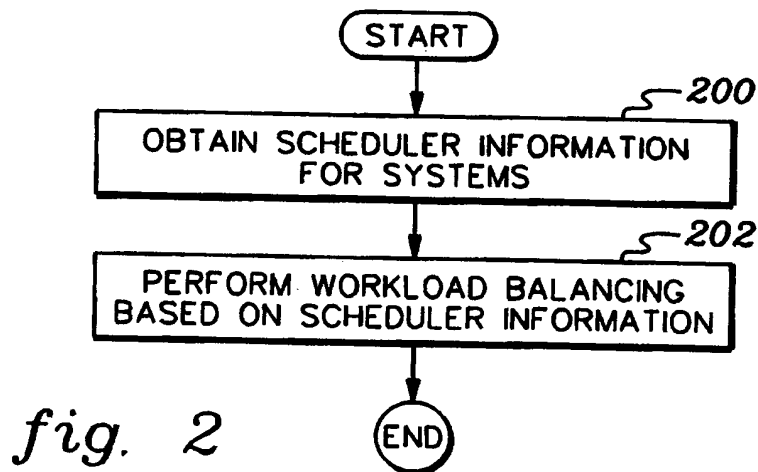 START
200
OBTAIN SCHEDULER INFORMATION
FOR SYSTEMS
202
PERFORM WORKLOAD BALANCING
BASED ON SCHEDULER INFORMATION
END
fig. 2